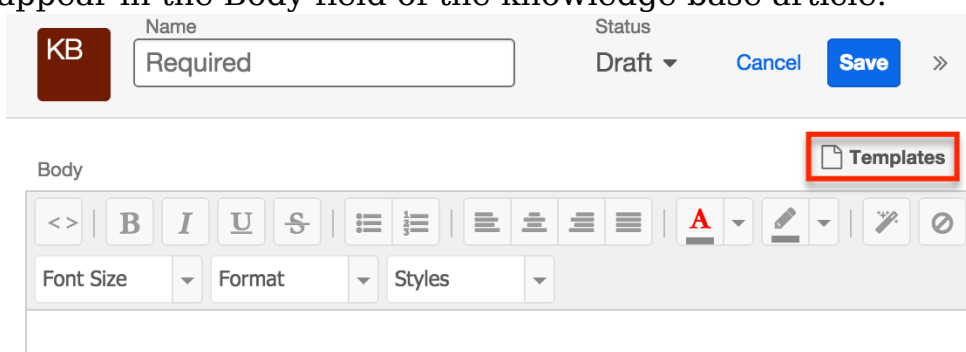 appear in the Body field of the knowledge base article.
KB
Name
Required
Status
Draft
Cancel
Save
»
Templates
Body
<> B I U S A
Font Size Format Styles